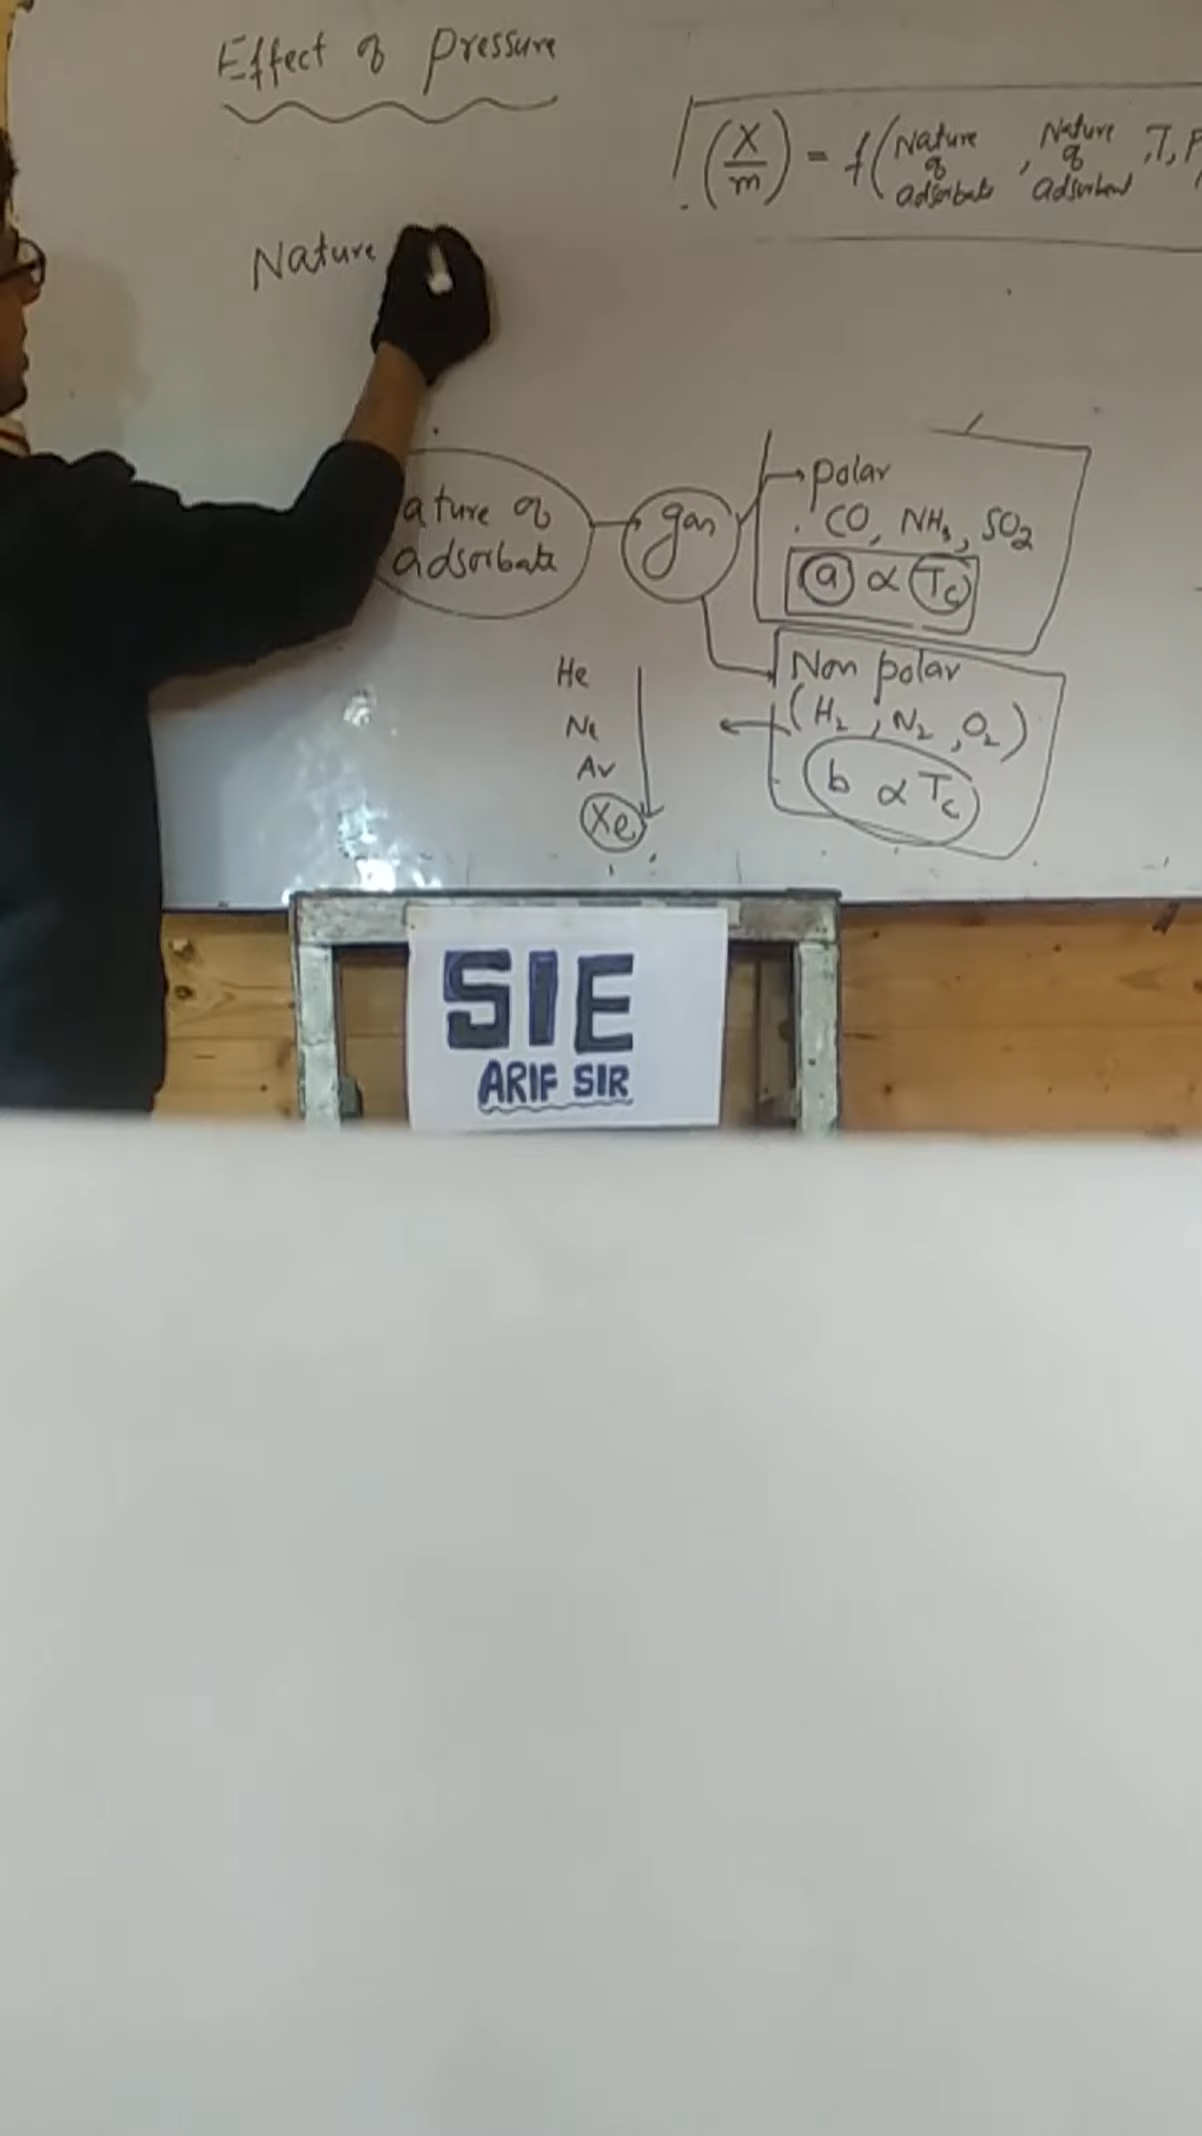 Effect of Pressure
(X/m) = f(Nature of adsorbate, Nature of adsorbent, T, P
Nature
ature of
adsorbate
gas
Polar
CO, NH3, SO2
a ∝ Tc
Non polar
(H2, N2, O2)
b ∝ Tc
He
Ne
Ar
Xe
SIE
ARIF SIR